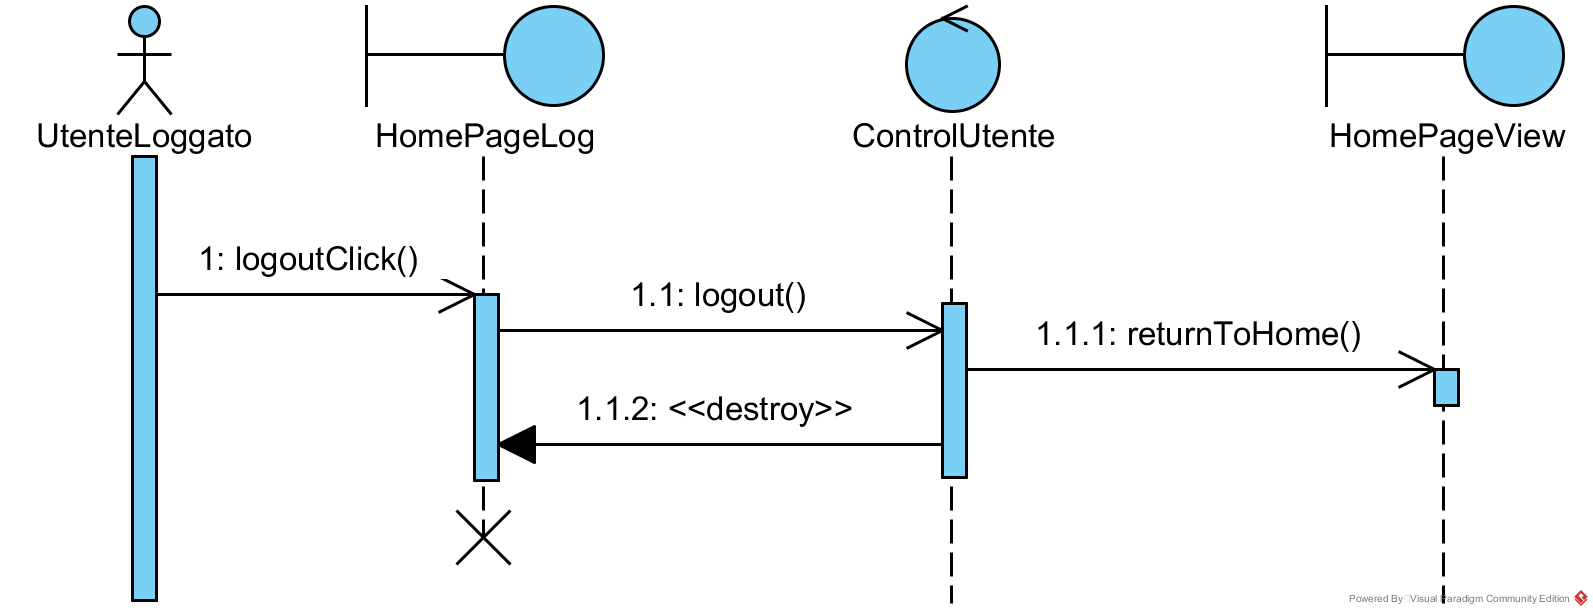 UtenteLoggato
HomePageLog
ControlUtente
HomePageView
1: logoutClick()
1.1: logout()
1.1.1: returnToHome()
1.1.2: <<destroy>>
Powered By Visual Paradigm Community Edition